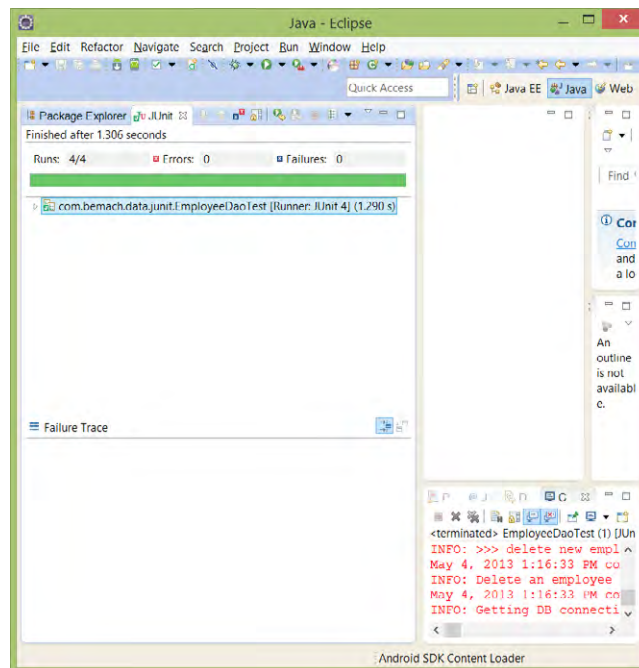 Java - Eclipse
File Edit Refactor Navigate Search Project Run Window Help
Quick Access
Java EE Java Web
Package Explorer JUnit
Finished after 1.306 seconds
Runs: 4/4 Errors: 0 Failures: 0
com.bemach.data.junit.EmployeeDaoTest [Runner: JUnit 4] (1.290 s)
Find
Con
and
a lo
An
outline
is not
availabl
e.
Failure Trace
<terminated> EmployeeDaoTest (1) [JUn
INFO: >>> delete new empl
May 4, 2013 1:16:33 PM co
INFO: Delete an employee
May 4, 2013 1:16:33 PM co
INFO: Getting DB connecti
Android SDK Content Loader